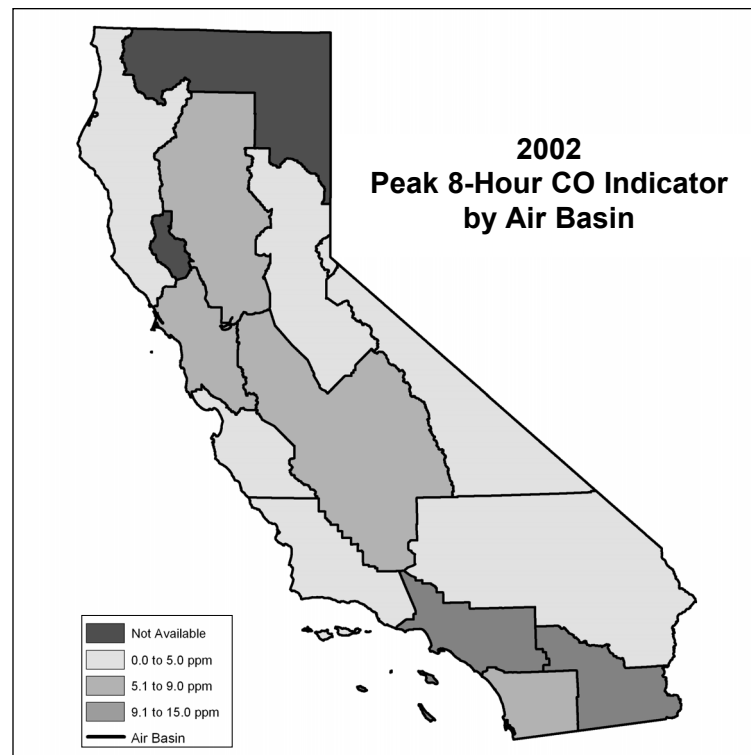 2002
Peak 8-Hour CO Indicator
by Air Basin
Not Available
0.0 to 5.0 ppm
5.1 to 9.0 ppm
9.1 to 15.0 ppm
Air Basin